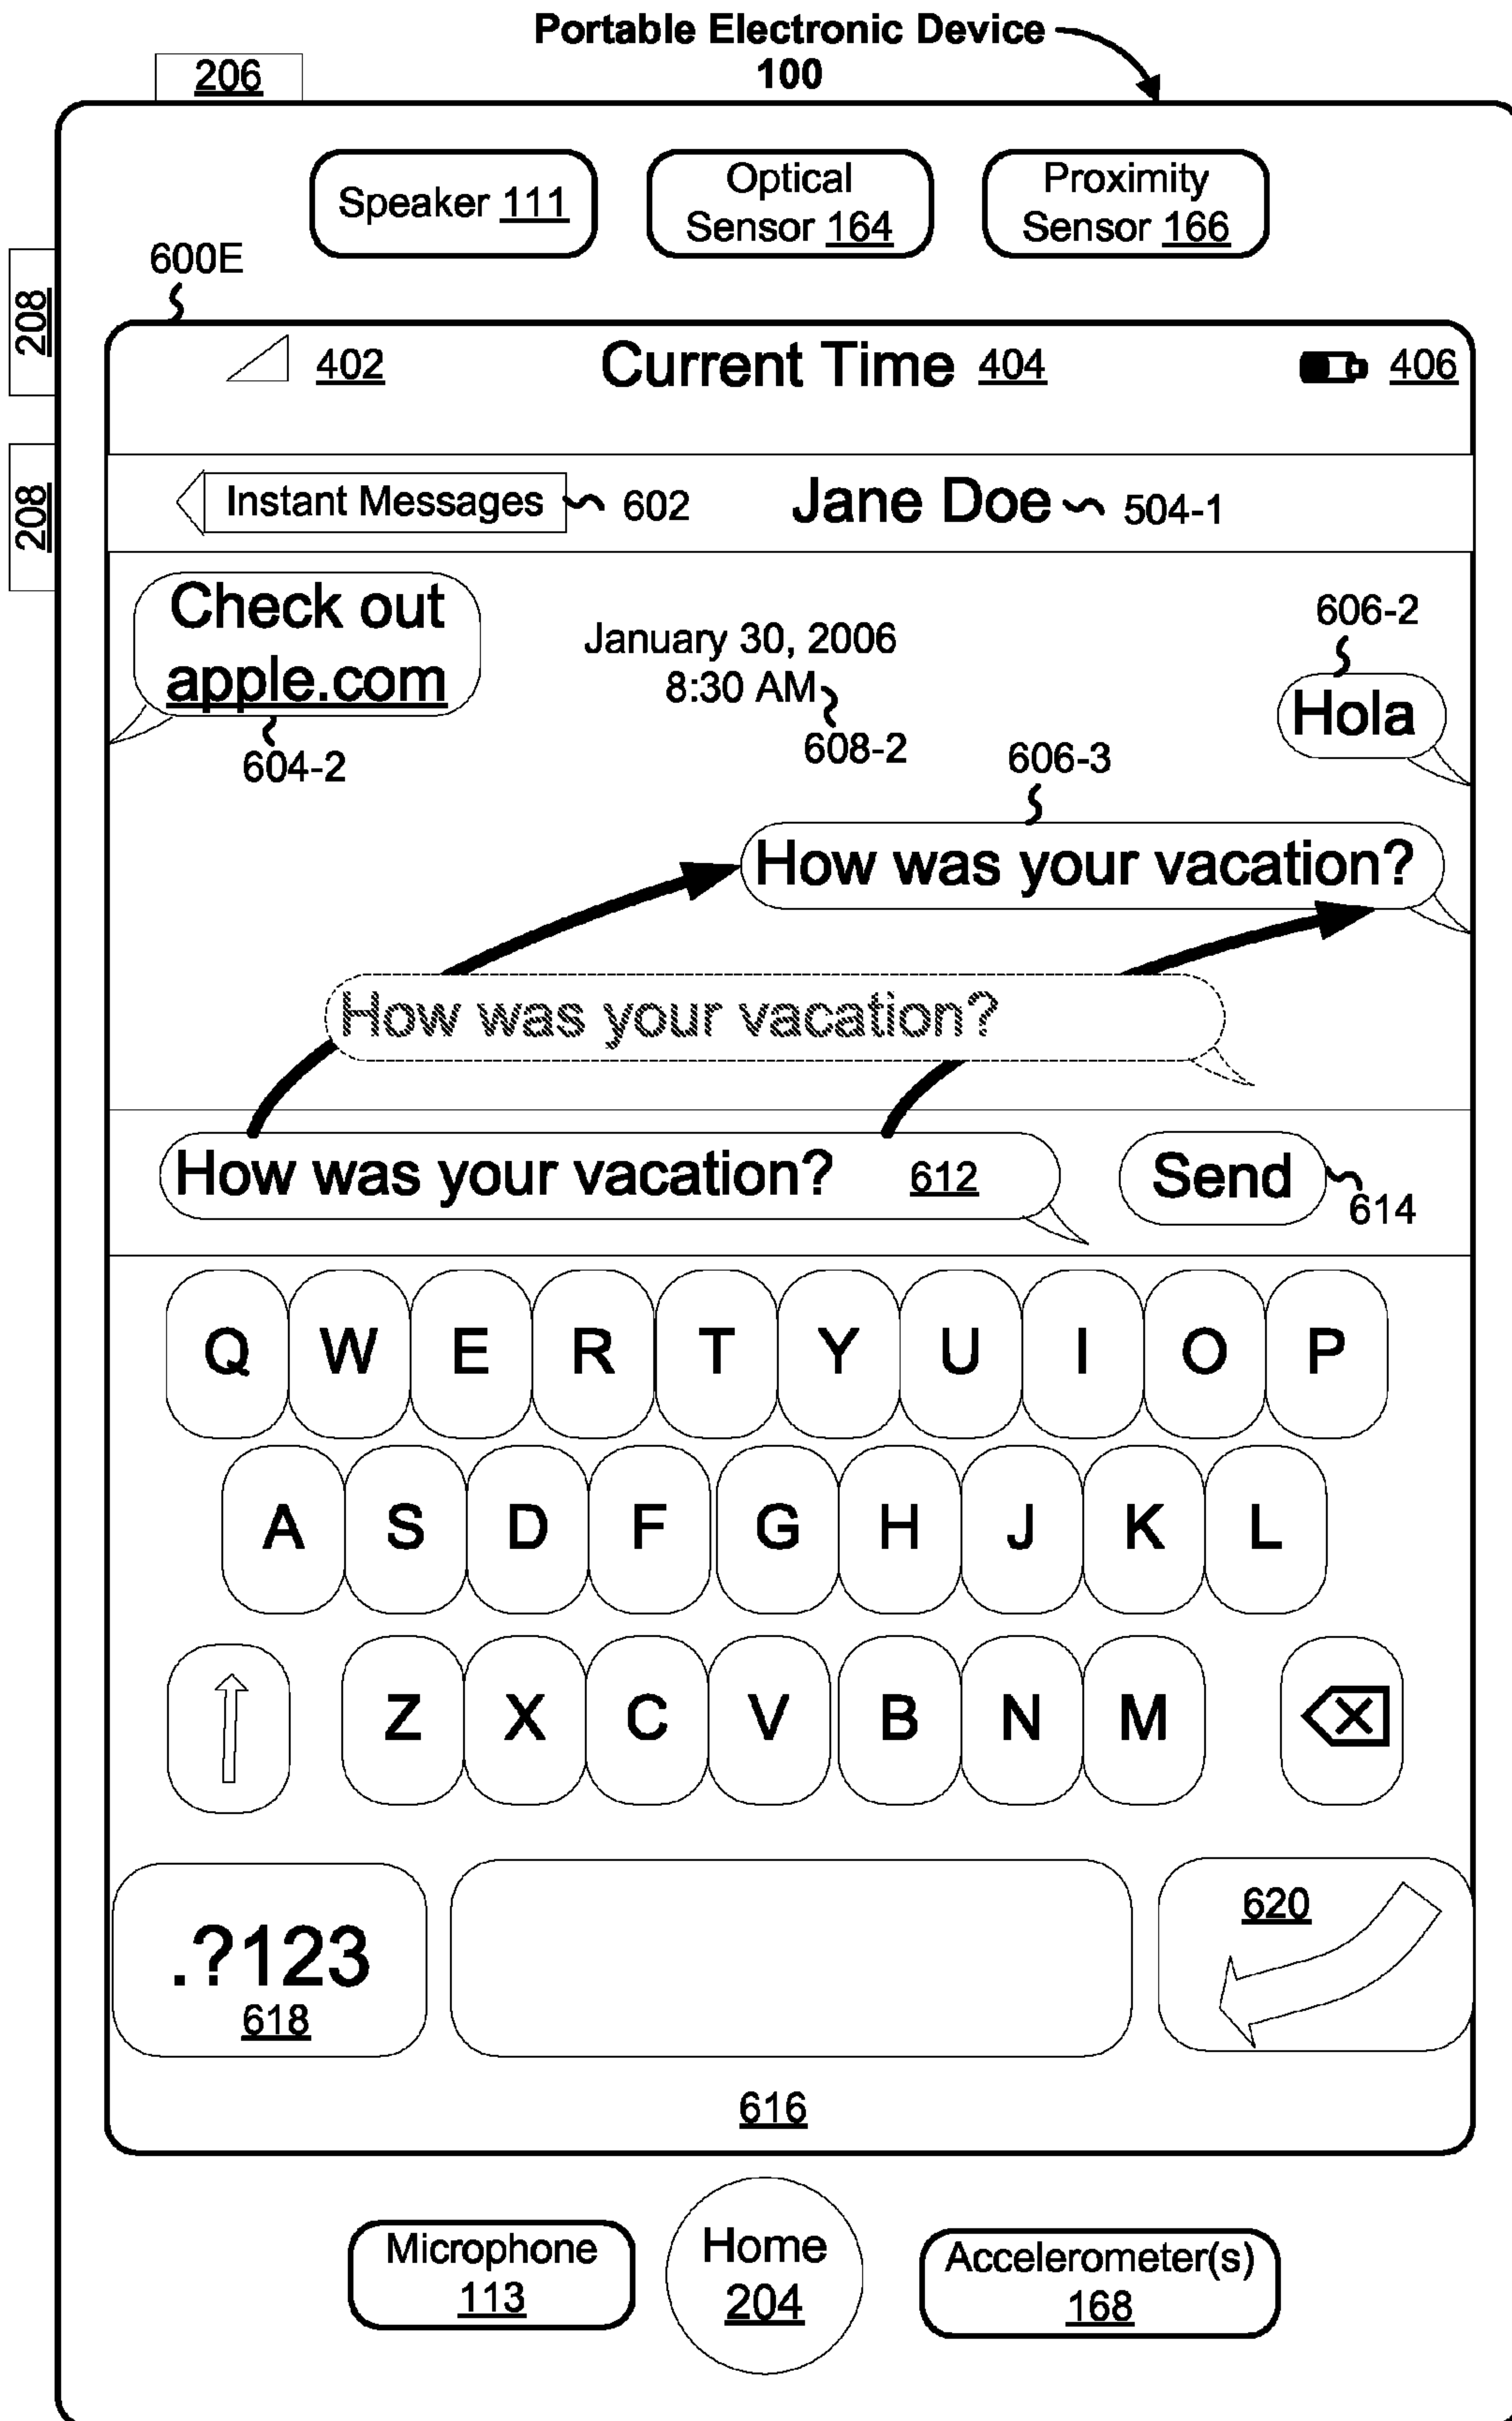 Portable Electronic Device
100
206
Speaker 111
Optical
Sensor 164
Proximity
Sensor 166
208
600E
402
Current Time 404
406
208
Instant Messages
602
Jane Doe
504-1
Check out
apple.com
604-2
January 30, 2006
8:30 AM
608-2
606-2
Hola
606-3
How was your vacation?
How was your vacation?
How was your vacation?
612
Send
614
Q W E R T Y U I O P
A S D F G H J K L
Z X C V B N M
.?123
618
620
616
Microphone
113
Home
204
Accelerometer(s)
168